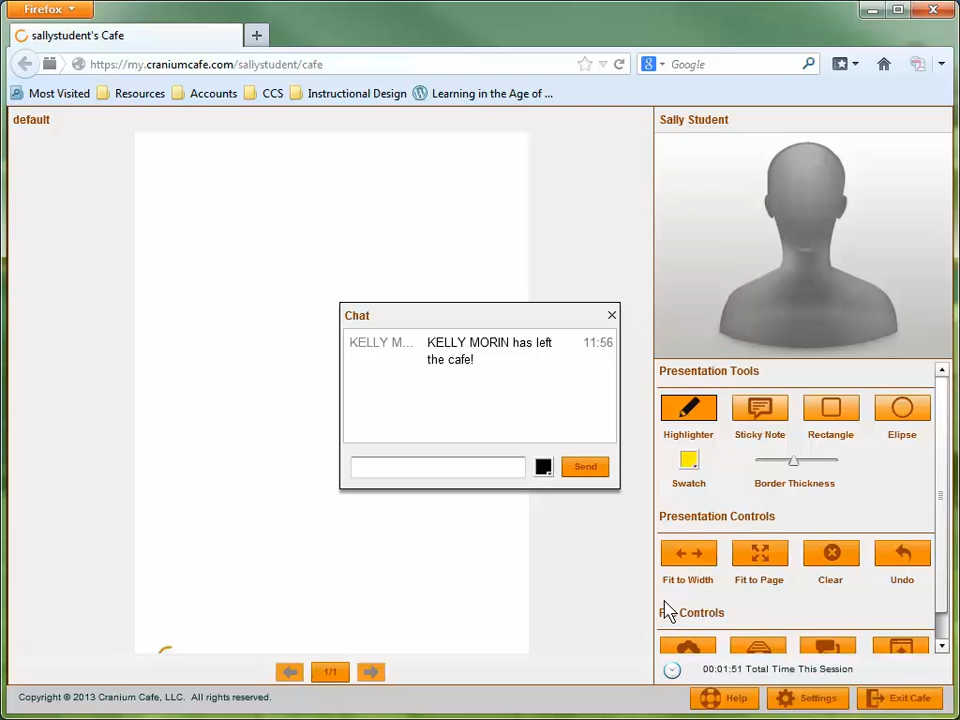 Firefox
sallystudent's Cafe
https://my.craniumcafe.com/sallystudent/cafe
Google
Most Visited
Resources
Accounts
CCS
Instructional Design
Learning in the Age of ...
default
Sally Student
Chat
KELLY M... KELLY MORIN has left 11:56
the cafe!
Send
Presentation Tools
Highlighter Sticky Note Rectangle Elipse
Swatch Border Thickness
Presentation Controls
Fit to Width Fit to Page Clear Undo
Controls
1/1
00:01:51 Total Time This Session
Copyright © 2013 Cranium Cafe, LLC. All rights reserved.
Help Settings Exit Cafe